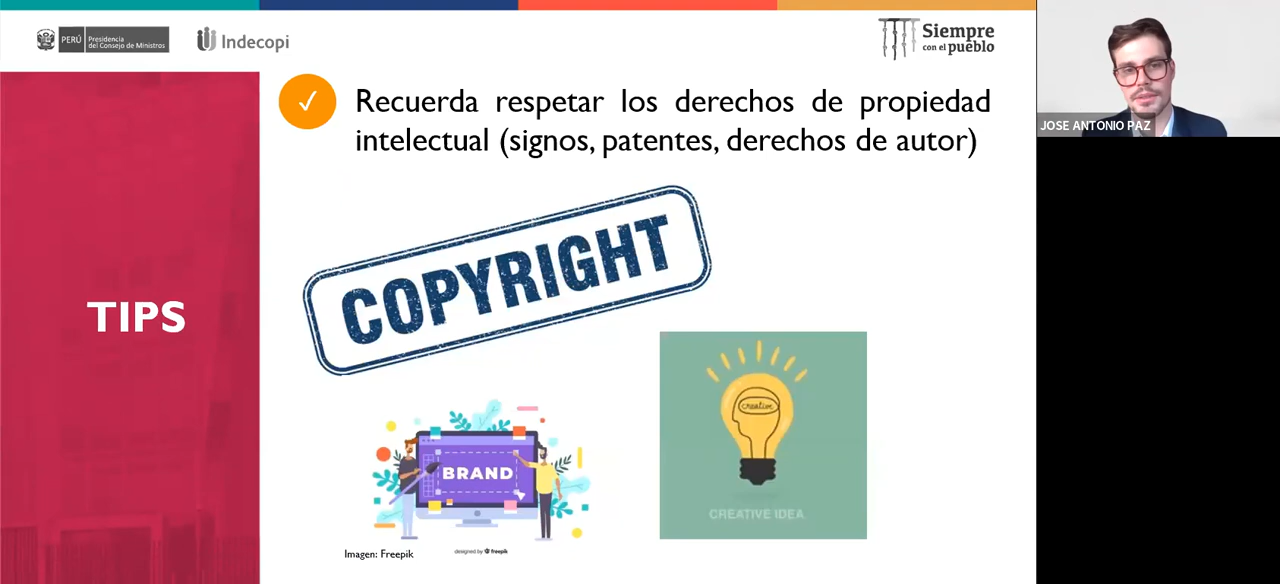 PERÚ
Presidencia
del Consejo de Ministros
Indecopi
Siempre
con el pueblo
JOSE ANTONIO PAZ
✓ Recuerda respetar los derechos de propiedad
intelectual (signos, patentes, derechos de autor)
TIPS
COPYRIGHT
creative
BRAND
CREATIVE IDEA
Imagen: Freepik
designed by freepik